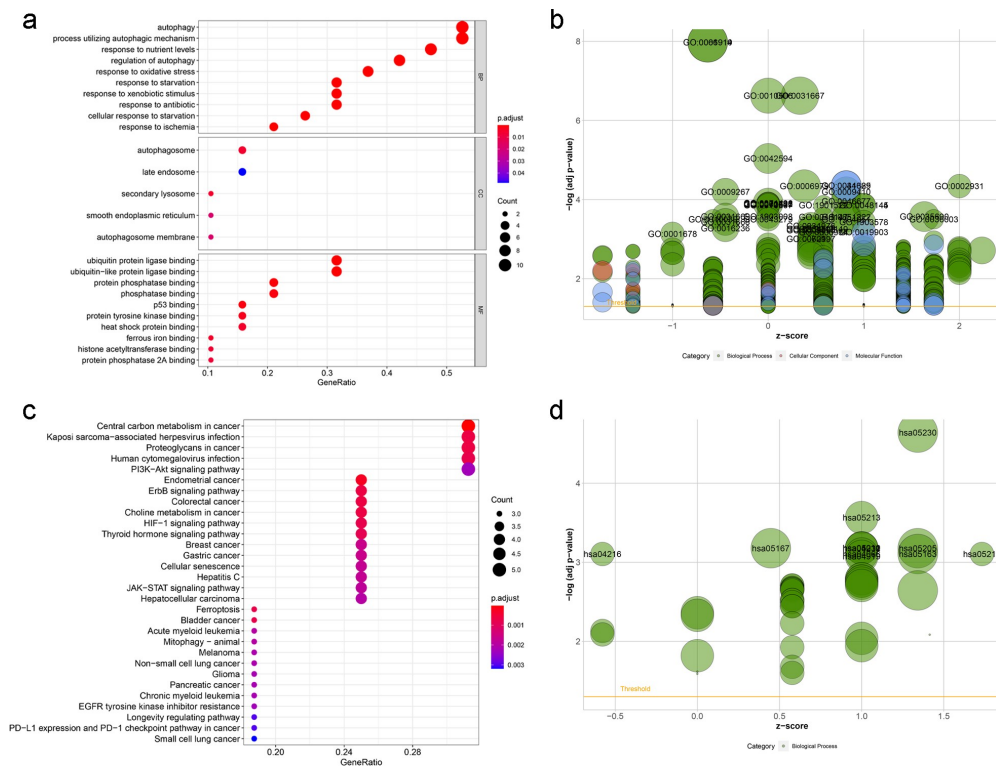 a
autophagy
process utilizing autophagic mechanism
response to nutrient levels
regulation of autophagy
response to oxidative stress
response to starvation
response to xenobiotic stimulus
response to antibiotic
cellular response to starvation
response to ischemia
BP
autophagosome
late endosome
secondary lysosome
smooth endoplasmic reticulum
autophagosome membrane
CC
ubiquitin protein ligase binding
ubiquitin-like protein ligase binding
protein phosphatase binding
phosphatase binding
p53 binding
protein tyrosine kinase binding
heat shock protein binding
ferrous iron binding
histone acetyltransferase binding
protein phosphatase 2A binding
MF
0.1 0.2 0.3 0.4 0.5
GeneRatio
p.adjust
0.01
0.02
0.03
0.04
Count
2
4
6
8
10
b
8
6
4
2
-log (adj p-value)
GO:0031667
GO:0042594
GO:0009267
GO:0002931
GO:0016236
GO:0001678
GO:0019903
-1 0 1 2
z-score
Category Biological Process Cellular Component Molecular Function
c
Central carbon metabolism in cancer
Kaposi sarcoma-associated herpesvirus infection
Proteoglycans in cancer
Human cytomegalovirus infection
PI3K-Akt signaling pathway
Endometrial cancer
ErbB signaling pathway
Colorectal cancer
Choline metabolism in cancer
HIF-1 signaling pathway
Thyroid hormone signaling pathway
Breast cancer
Gastric cancer
Cellular senescence
Hepatitis C
JAK-STAT signaling pathway
Hepatocellular carcinoma
Ferroptosis
Bladder cancer
Acute myeloid leukemia
Mitophagy - animal
Melanoma
Non-small cell lung cancer
Glioma
Pancreatic cancer
Chronic myeloid leukemia
EGFR tyrosine kinase inhibitor resistance
Longevity regulating pathway
PD-L1 expression and PD-1 checkpoint pathway in cancer
Small cell lung cancer
0.20 0.24 0.28
GeneRatio
Count
3.0
3.5
4.0
4.5
5.0
p.adjust
0.001
0.002
0.003
d
4
3
2
-log (adj p-value)
hsa05230
hsa05213
hsa04216
hsa05167
hsa05205
hsa05163
hsa0521
Threshold
-0.5 0.0 0.5 1.0 1.5
z-score
Category Biological Process